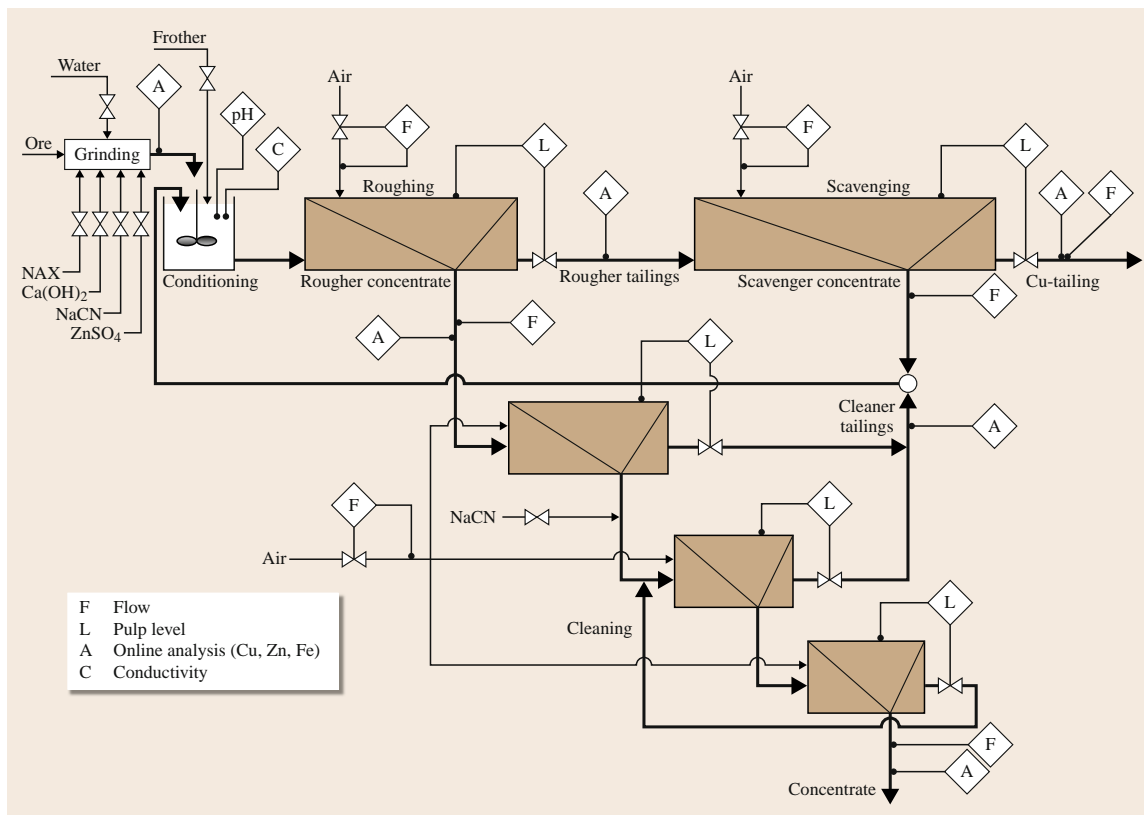 Frother
Water
A
Air
Air
pH
F
F
Ore
Grinding
C
L
L
Roughing
Scavenging
A
A
F
NAX
Ca(OH)2
NaCN
ZnSO4
Conditioning
Rougher concentrate
Rougher tailings
Scavenger concentrate
Cu-tailing
F
F
A
L
Cleaner
tailings
A
F
L
NaCN
Air
F Flow
L Pulp level
A Online analysis (Cu, Zn, Fe)
C Conductivity
Cleaning
L
F
A
Concentrate